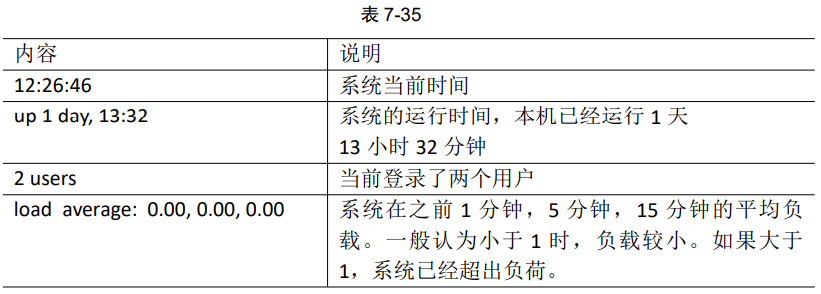 表 7-35
内容 说明
12:26:46 系统当前时间
up 1 day, 13:32 系统的运行时间，本机已经运行 1 天
13 小时 32 分钟
2 users 当前登录了两个用户
load average: 0.00, 0.00, 0.00 系统在之前 1 分钟，5 分钟，15 分钟的平均负
载。一般认为小于 1 时，负载较小。如果大于
1，系统已经超出负荷。